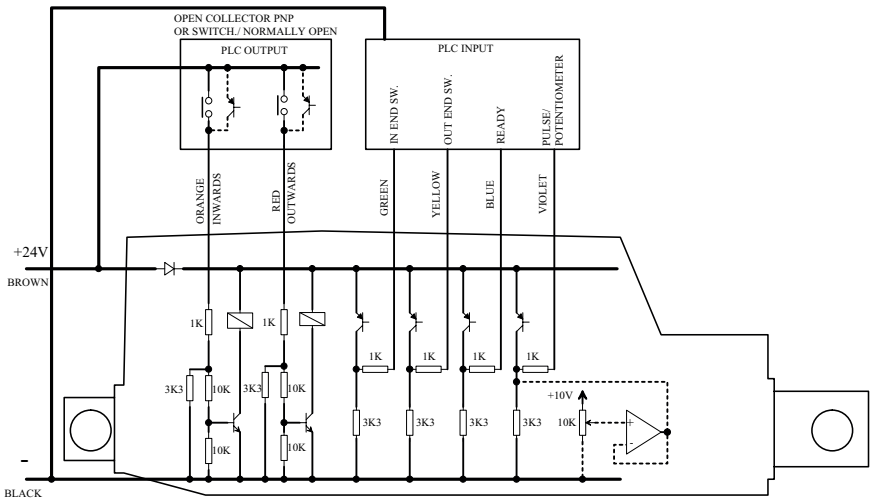 OPEN COLLECTOR PNP
OR SWITCH./ NORMALLY OPEN
PLC OUTPUT
PLC INPUT
IN END SW.
OUT END SW.
READY
PULSE/
POTENTIOMETER
ORANGE
INWARDS
RED
OUTWARDS
GREEN
YELLOW
BLUE
VIOLET
+24V
BROWN
1K
1K
1K
1K
1K
1K
3K3
10K
3K3
10K
3K3
3K3
3K3
3K3
+10V
10K
+
-
10K
10K
-
BLACK